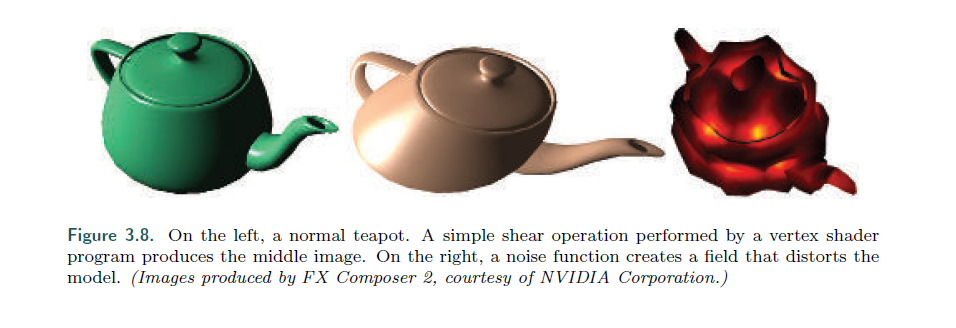 Figure 3.8. On the left, a normal teapot. A simple shear operation performed by a vertex shader
program produces the middle image. On the right, a noise function creates a field that distorts the
model. (Images produced by FX Composer 2, courtesy of NVIDIA Corporation.)